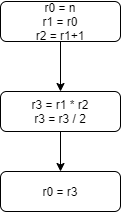 r0 = n
r1 = r0
r2 = r1+1
r3 = r1 * r2
r3 = r3 / 2
r0 = r3